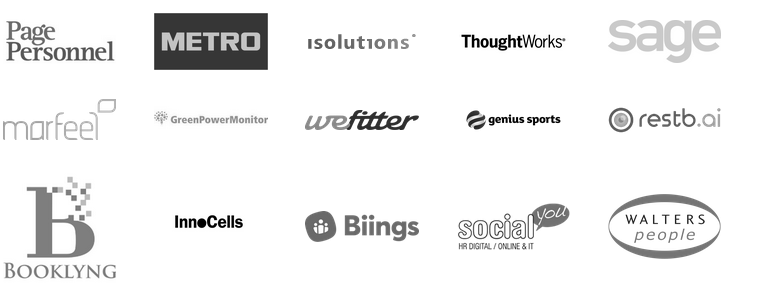 Page
Personnel
METRO
ısolutıons
ThoughtWorks®
sage
marfeel
GreenPowerMonitor
wefitter
genius sports
restb.ai
BOOKLYNG
InnoCells
Biings
social you
HR DIGITAL / ONLINE & IT
WALTERS
people